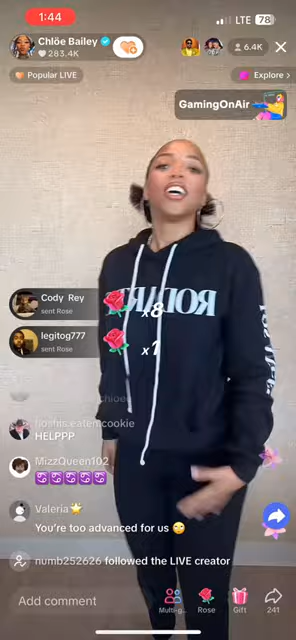 1:44
LTE 78
Chlöe Bailey
283.4K
6.4K
Popular LIVE
Explore >
GamingOnAir
Cody Rey
sent Rose
x8
legitog777
sent Rose
x1
HELPPP
MizzQueen102
Valeria
You're too advanced for us
numb252626 followed the LIVE creator
Add comment
Multi-g...
Rose
Gift
241